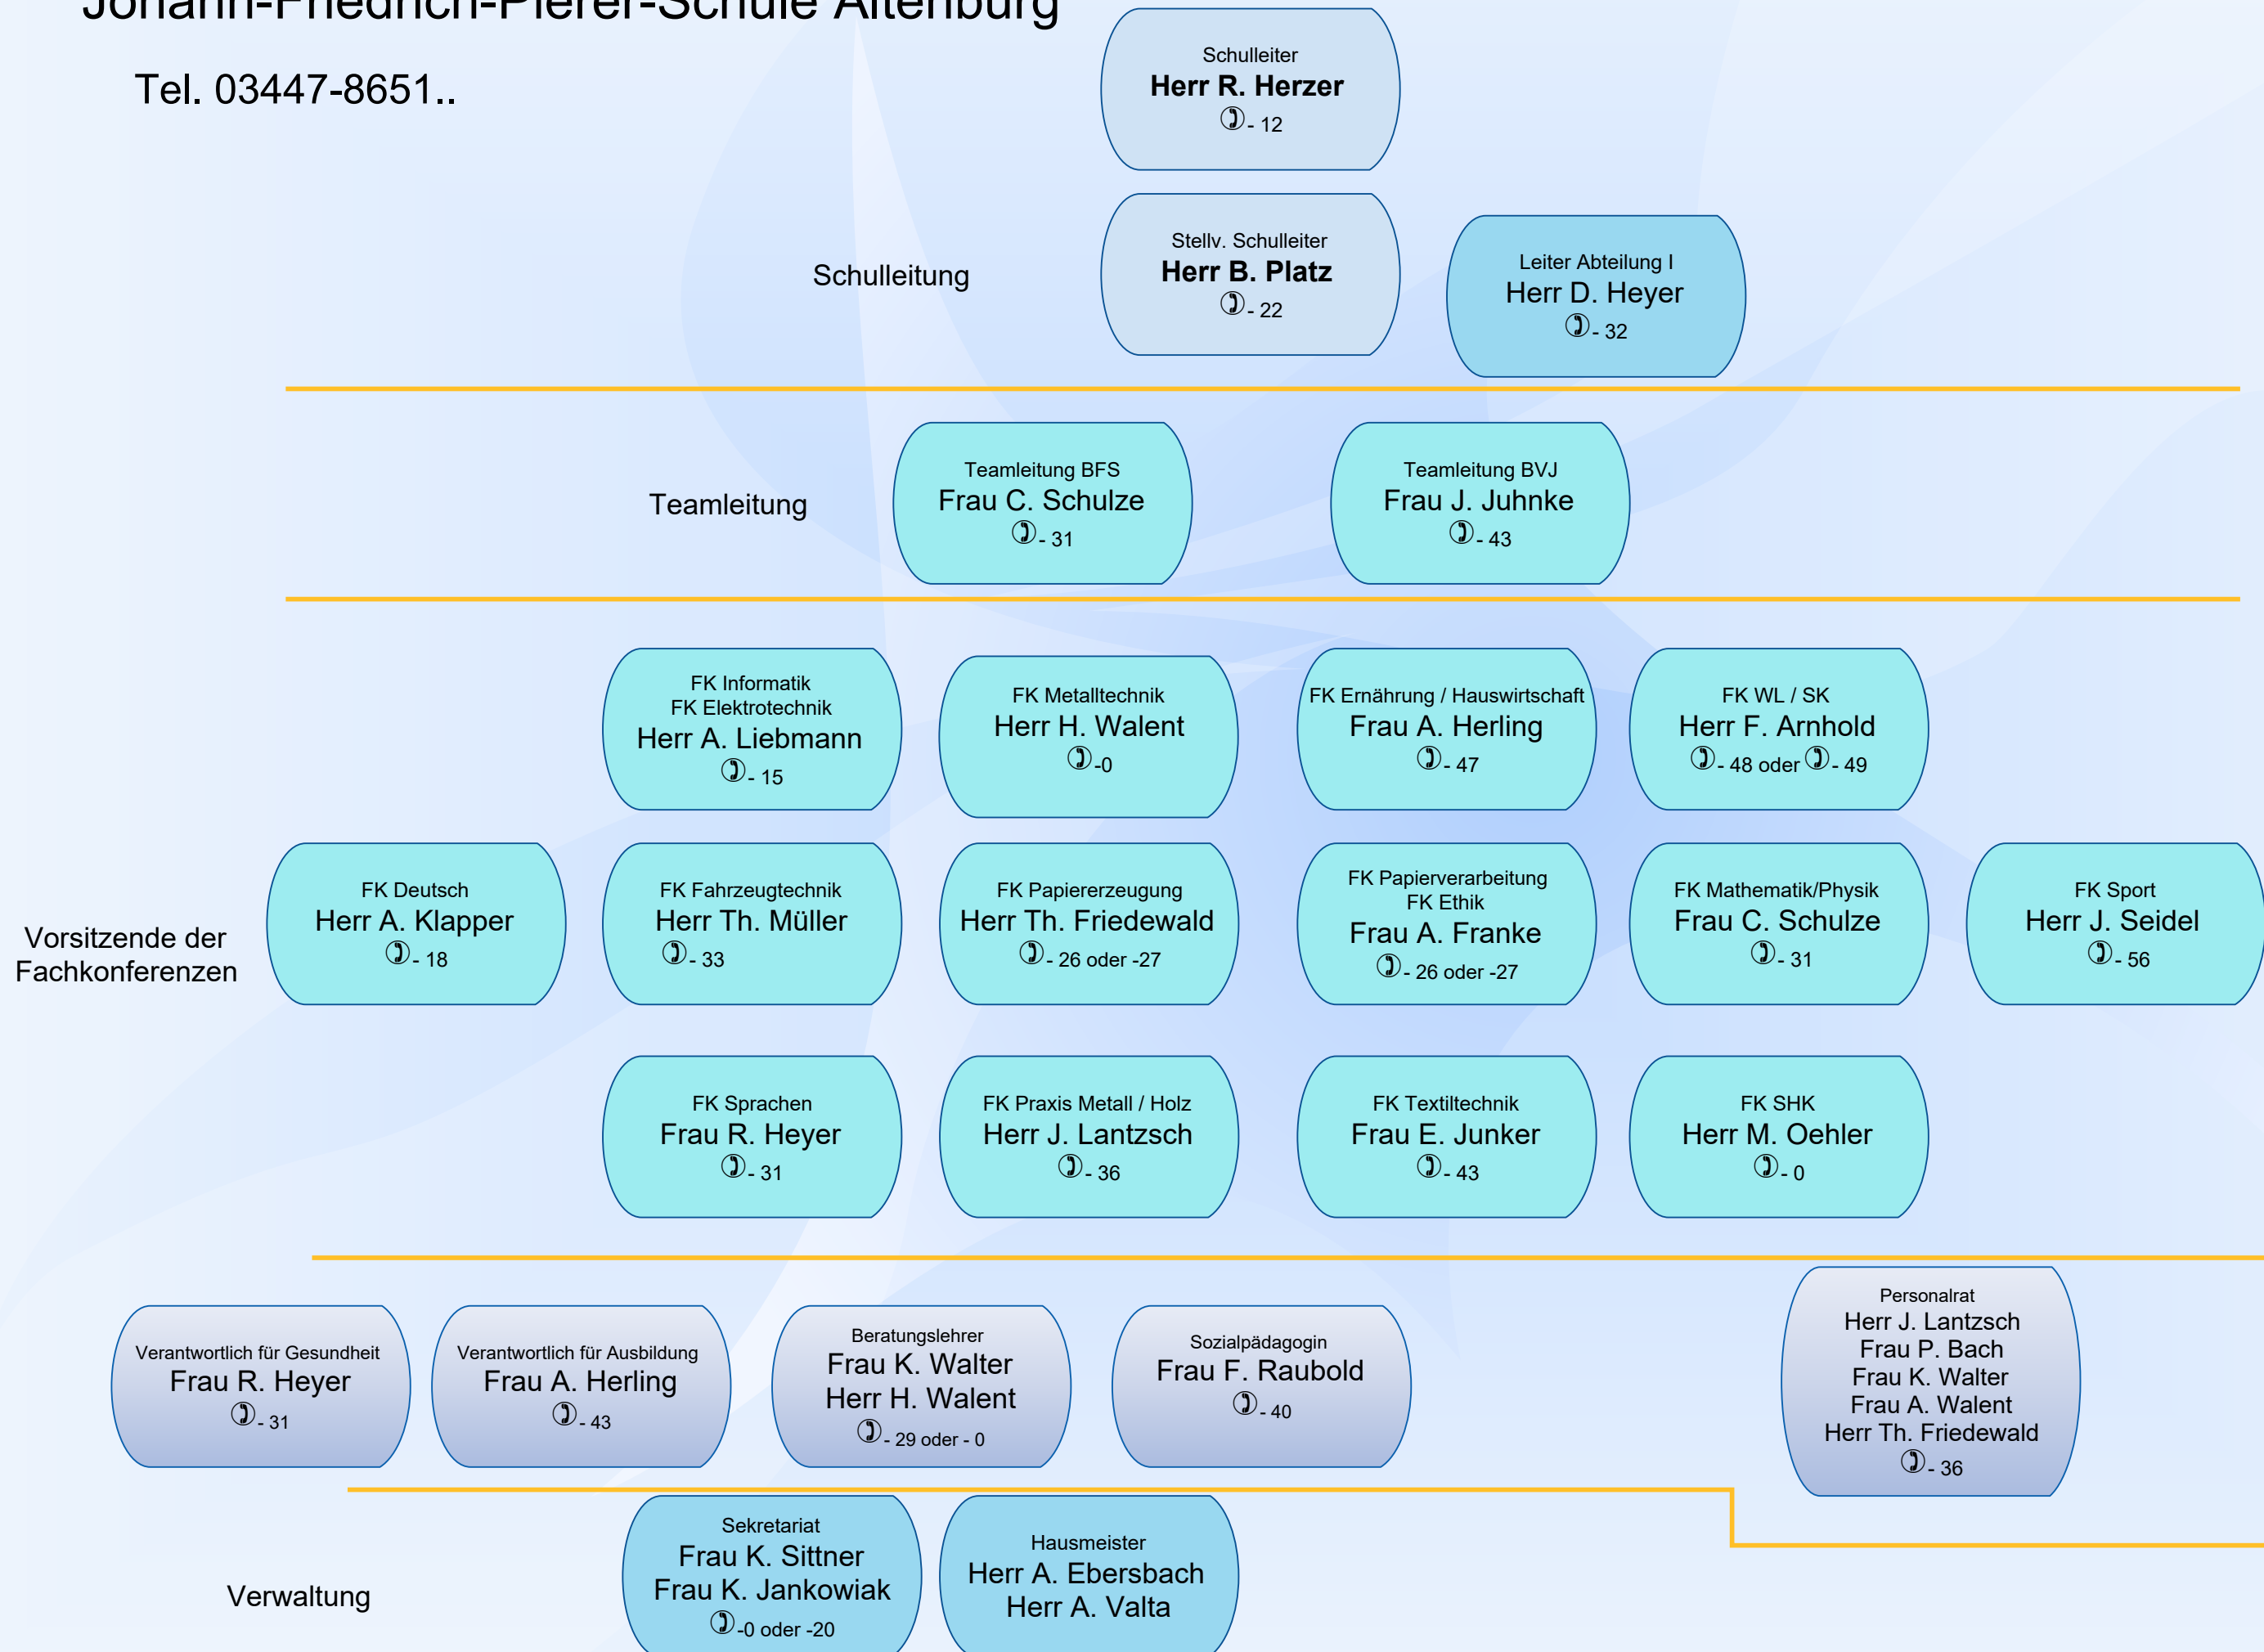 Johann-Friedrich-Pierer-Schule Altenburg
Tel. 03447-8651..
Schulleiter
Herr R. Herzer
✆- 12
Schulleitung
Stellv. Schulleiter
Herr B. Platz
✆- 22
Leiter Abteilung I
Herr D. Heyer
✆- 32
Teamleitung
Teamleitung BFS
Frau C. Schulze
✆- 31
Teamleitung BVJ
Frau J. Juhnke
✆- 43
FK Informatik
FK Elektrotechnik
Herr A. Liebmann
✆- 15
FK Metalltechnik
Herr H. Walent
✆-0
FK Ernährung / Hauswirtschaft
Frau A. Herling
✆- 47
FK WL / SK
Herr F. Arnhold
✆- 48 oder ✆- 49
Vorsitzende der
Fachkonferenzen
FK Deutsch
Herr A. Klapper
✆- 18
FK Fahrzeugtechnik
Herr Th. Müller
✆- 33
FK Papiererzeugung
Herr Th. Friedewald
✆- 26 oder -27
FK Papierverarbeitung
FK Ethik
Frau A. Franke
✆- 26 oder -27
FK Mathematik/Physik
Frau C. Schulze
✆- 31
FK Sport
Herr J. Seidel
✆- 56
FK Sprachen
Frau R. Heyer
✆- 31
FK Praxis Metall / Holz
Herr J. Lantzsch
✆- 36
FK Textiltechnik
Frau E. Junker
✆- 43
FK SHK
Herr M. Oehler
✆- 0
Verantwortlich für Gesundheit
Frau R. Heyer
✆- 31
Verantwortlich für Ausbildung
Frau A. Herling
✆- 43
Beratungslehrer
Frau K. Walter
Herr H. Walent
✆- 29 oder - 0
Sozialpädagogin
Frau F. Raubold
✆- 40
Personalrat
Herr J. Lantzsch
Frau P. Bach
Frau K. Walter
Frau A. Walent
Herr Th. Friedewald
✆- 36
Verwaltung
Sekretariat
Frau K. Sittner
Frau K. Jankowiak
✆-0 oder -20
Hausmeister
Herr A. Ebersbach
Herr A. Valta